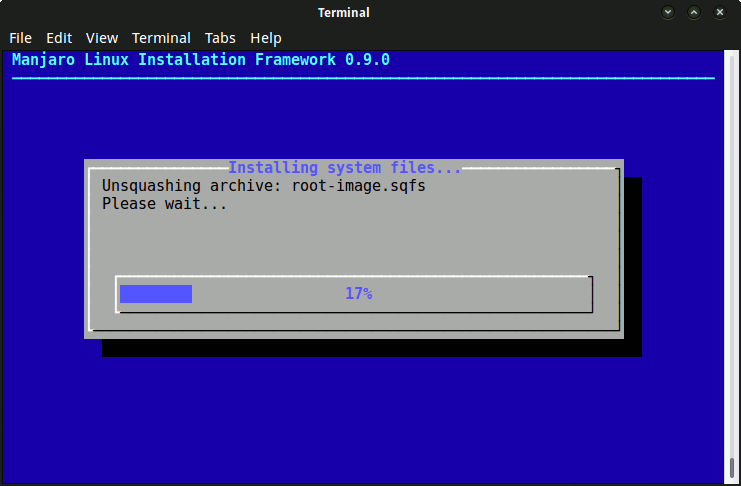 Terminal
File Edit View Terminal Tabs Help
Manjaro Linux Installation Framework 0.9.0
Installing system files...
Unsquashing archive: root-image.sqfs
Please wait...
17%